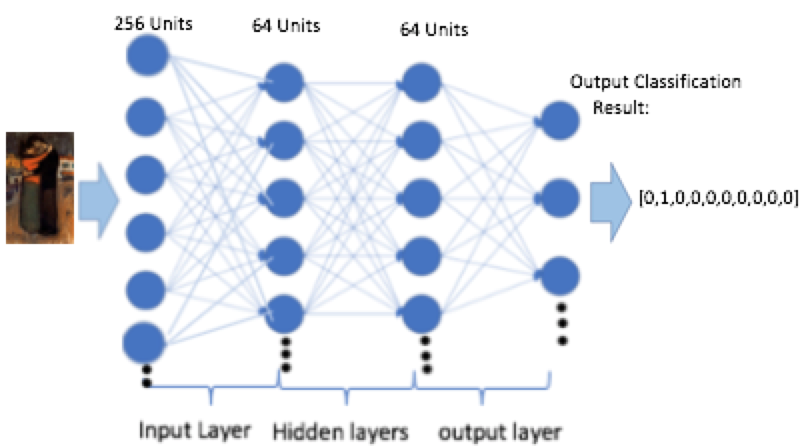 256 Units
64 Units
64 Units
Output Classification
Result:
[0,1,0,0,0,0,0,0,0,0]
Input Layer
Hidden layers
output layer